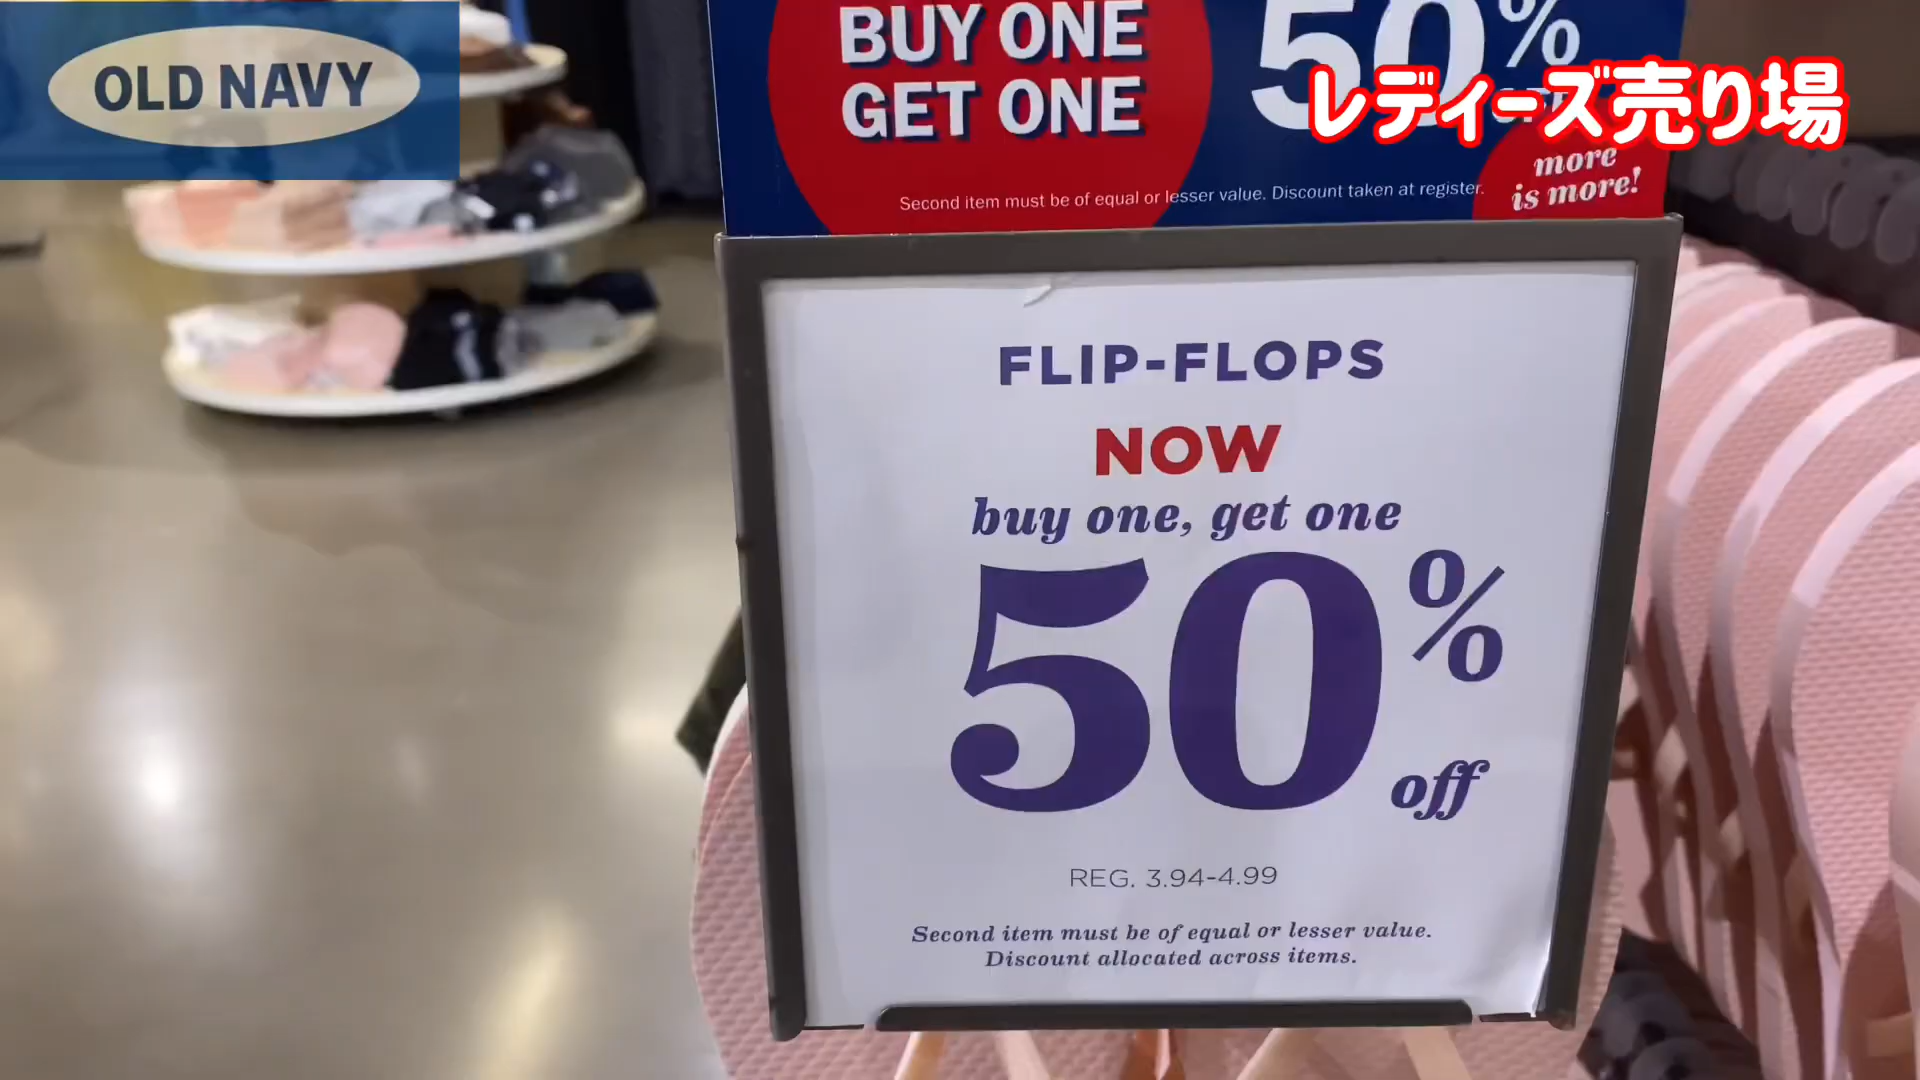 OLD NAVY
BUY ONE
GET ONE
50%
レディーズ売り場
more
is more!
Second item must be of equal or lesser value. Discount taken at register.
FLIP-FLOPS
NOW
buy one, get one
50%
off
REG. 3.94-4.99
Second item must be of equal or lesser value.
Discount allocated across items.